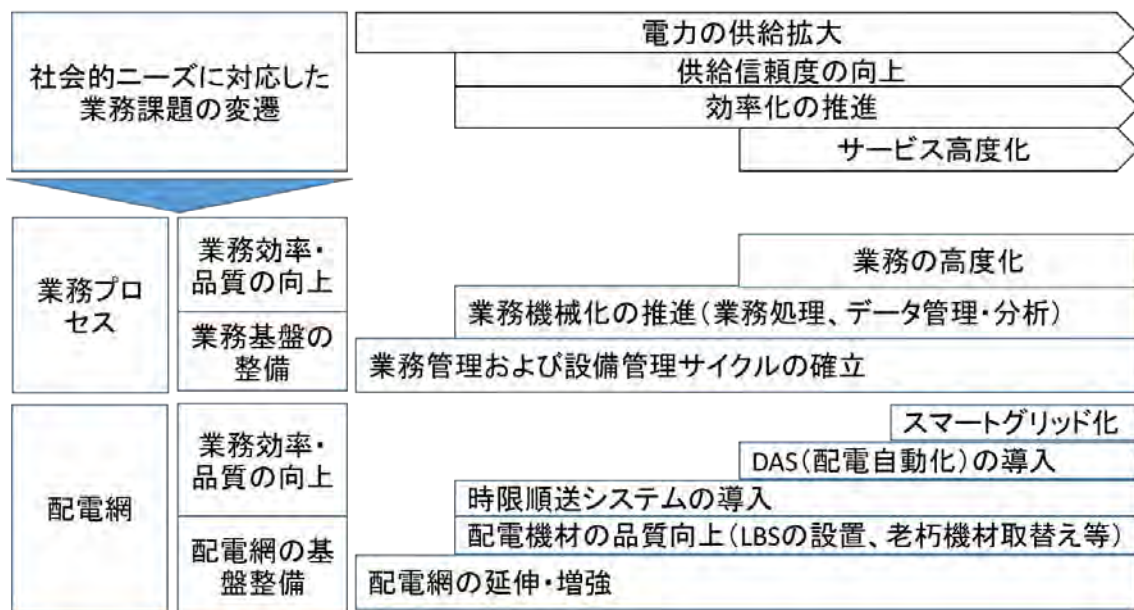 社会的ニーズに対応した
業務課題の変遷
電力の供給拡大
供給信頼度の向上
効率化の推進
サービス高度化
業務プロ
セス
業務効率・
品質の向上
業務の高度化
業務機械化の推進(業務処理、データ管理・分析)
業務基盤の
整備
業務管理および設備管理サイクルの確立
配電網
業務効率・
品質の向上
スマートグリッド化
DAS(配電自動化)の導入
時限順送システムの導入
配電網の基
盤整備
配電機材の品質向上(LBSの設置、老朽機材取替え等)
配電網の延伸・増強